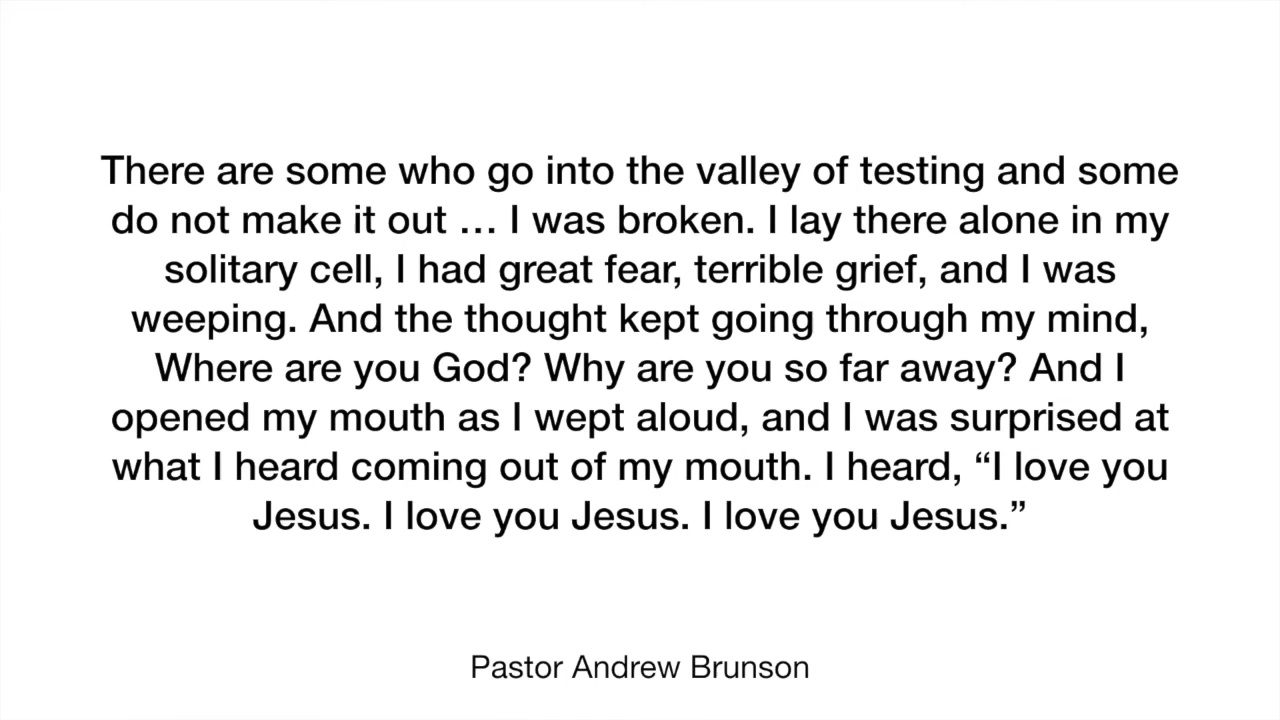 There are some who go into the valley of testing and some
do not make it out … I was broken. I lay there alone in my
solitary cell, I had great fear, terrible grief, and I was
weeping. And the thought kept going through my mind,
Where are you God? Why are you so far away? And I
opened my mouth as I wept aloud, and I was surprised at
what I heard coming out of my mouth. I heard, “I love you
Jesus. I love you Jesus. I love you Jesus.”
Pastor Andrew Brunson